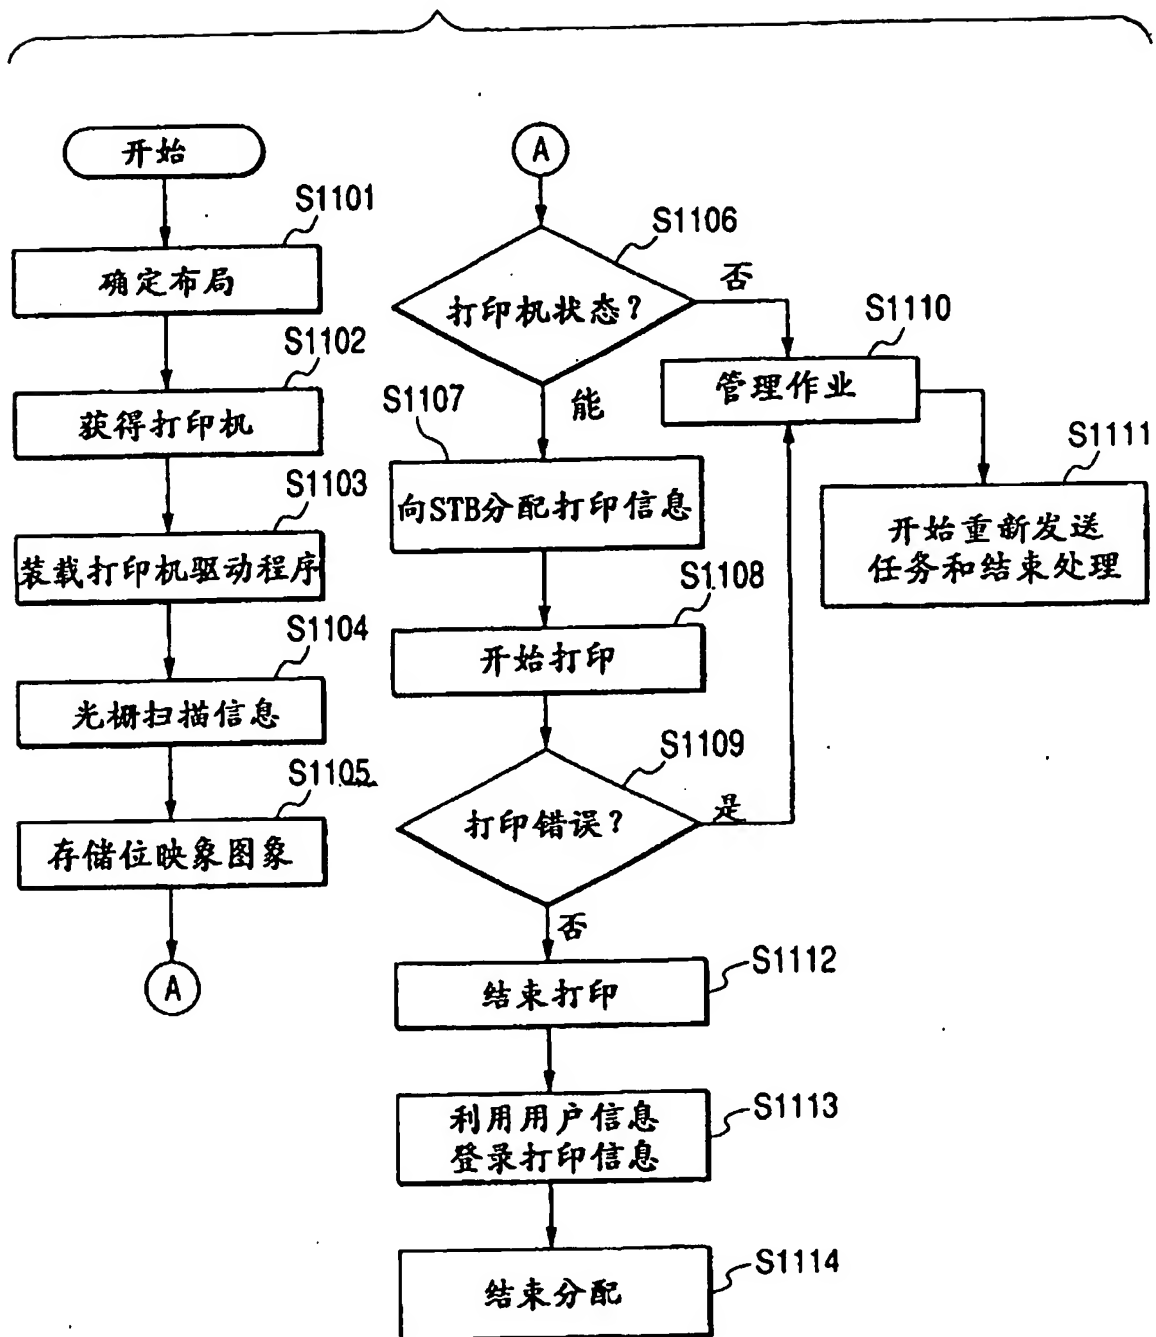 开始
S1101
确定布局
S1102
获得打印机
S1103
装载打印机驱动程序
S1104
光栅扫描信息
S1105
存储位映象图象
A
A
S1106
打印机状态？
否
能
S1107
向STB分配打印信息
S1108
开始打印
S1109
打印错误？
是
否
S1110
管理作业
S1111
开始重新发送
任务和结束处理
S1112
结束打印
S1113
利用用户信息
登录打印信息
S1114
结束分配